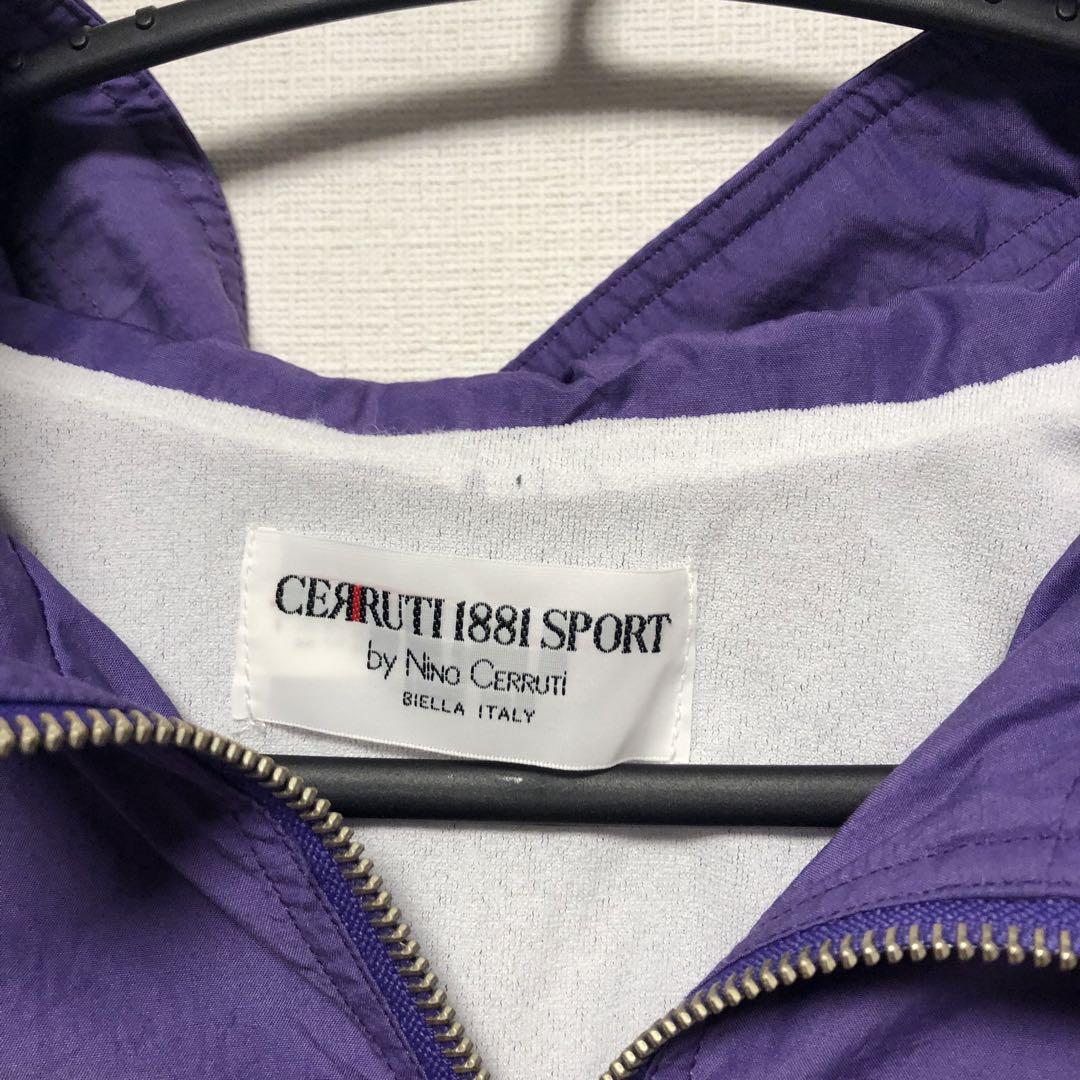 CERRUTI 1881 SPORT
by Nino Cerruti
BIELLA ITALY